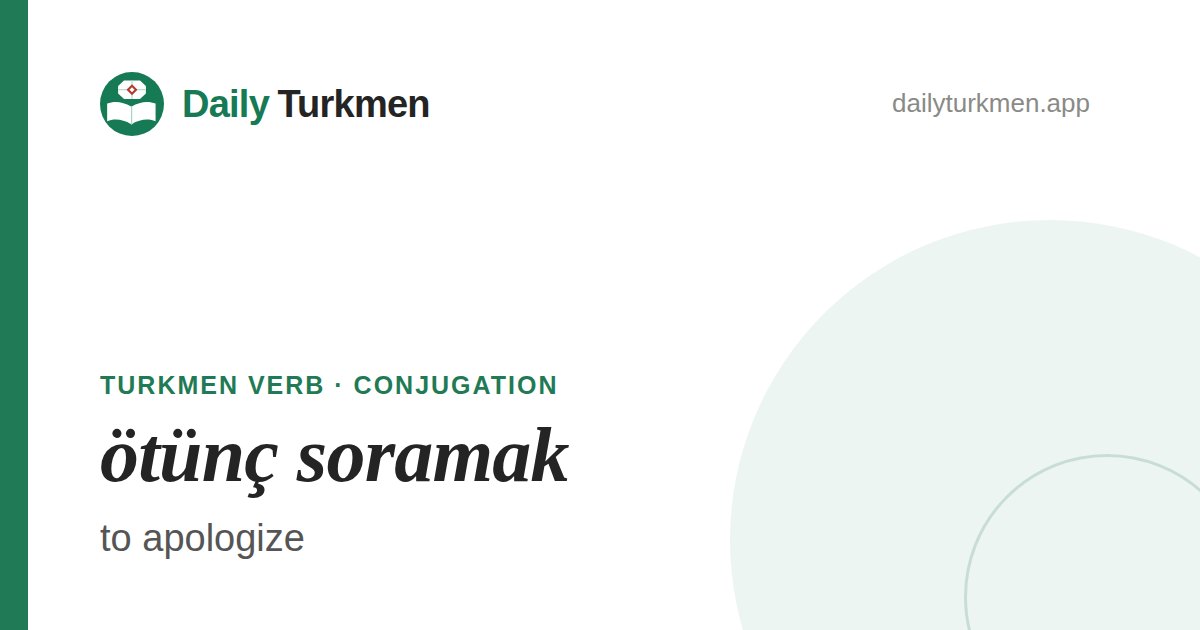 Daily Turkmen
dailyturkmen.app
TURKMEN VERB · CONJUGATION
ötünç soramak
to apologize